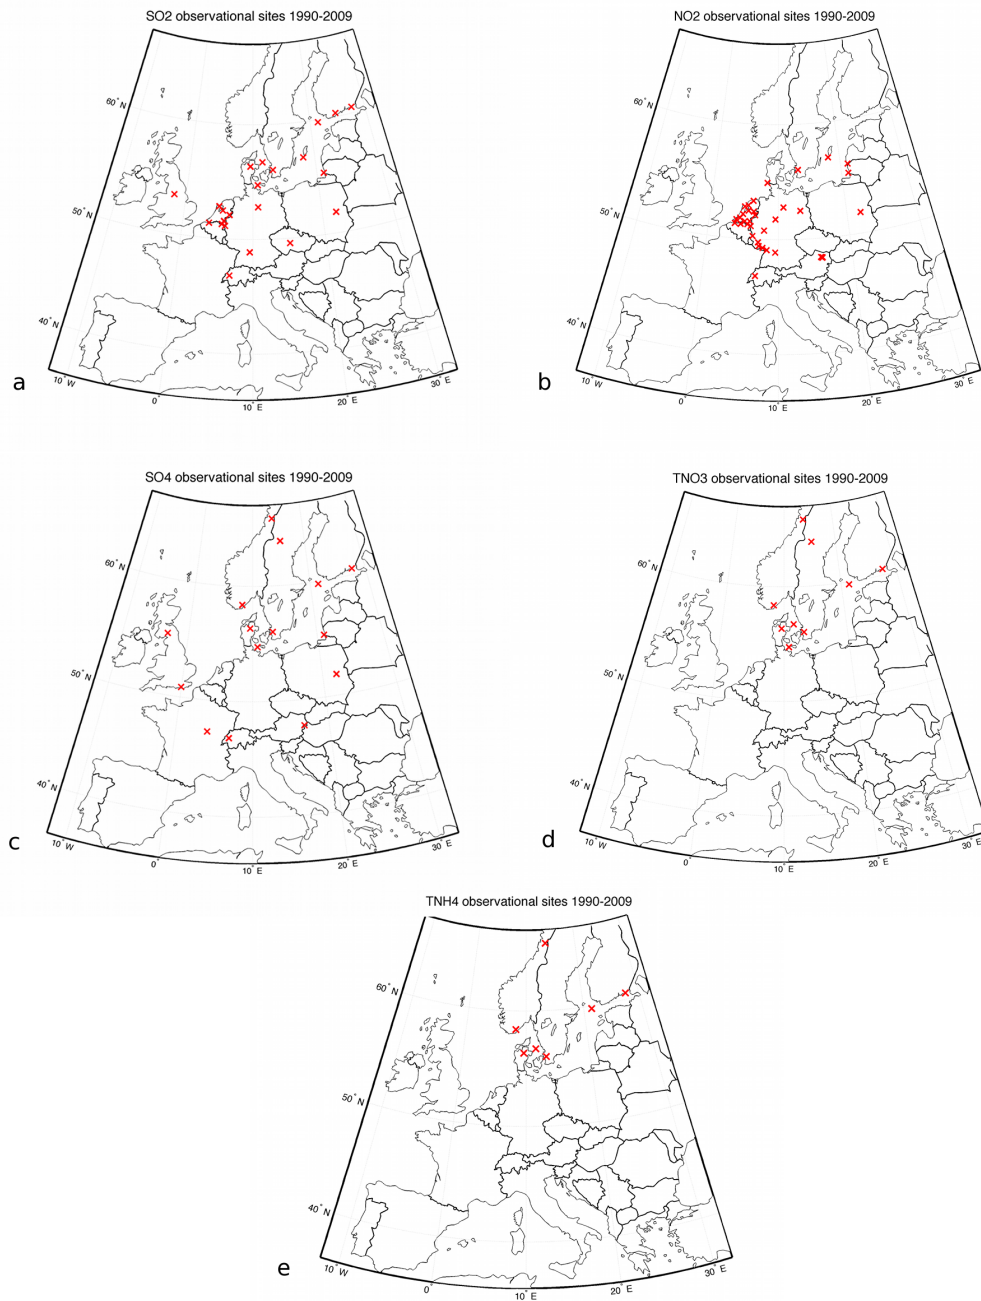 SO2 observational sites 1990-2009
NO2 observational sites 1990-2009
60° N
60° N
50° N
50° N
40° N
40° N
a
b
10° W
0°
10° E
20° E
30° E
10° W
0°
10° E
20° E
30° E
SO4 observational sites 1990-2009
TNO3 observational sites 1990-2009
60° N
60° N
50° N
50° N
40° N
40° N
c
d
10° W
0°
10° E
20° E
30° E
10° W
0°
10° E
20° E
30° E
TNH4 observational sites 1990-2009
60° N
50° N
40° N
e
10° W
0°
10° E
20° E
30° E